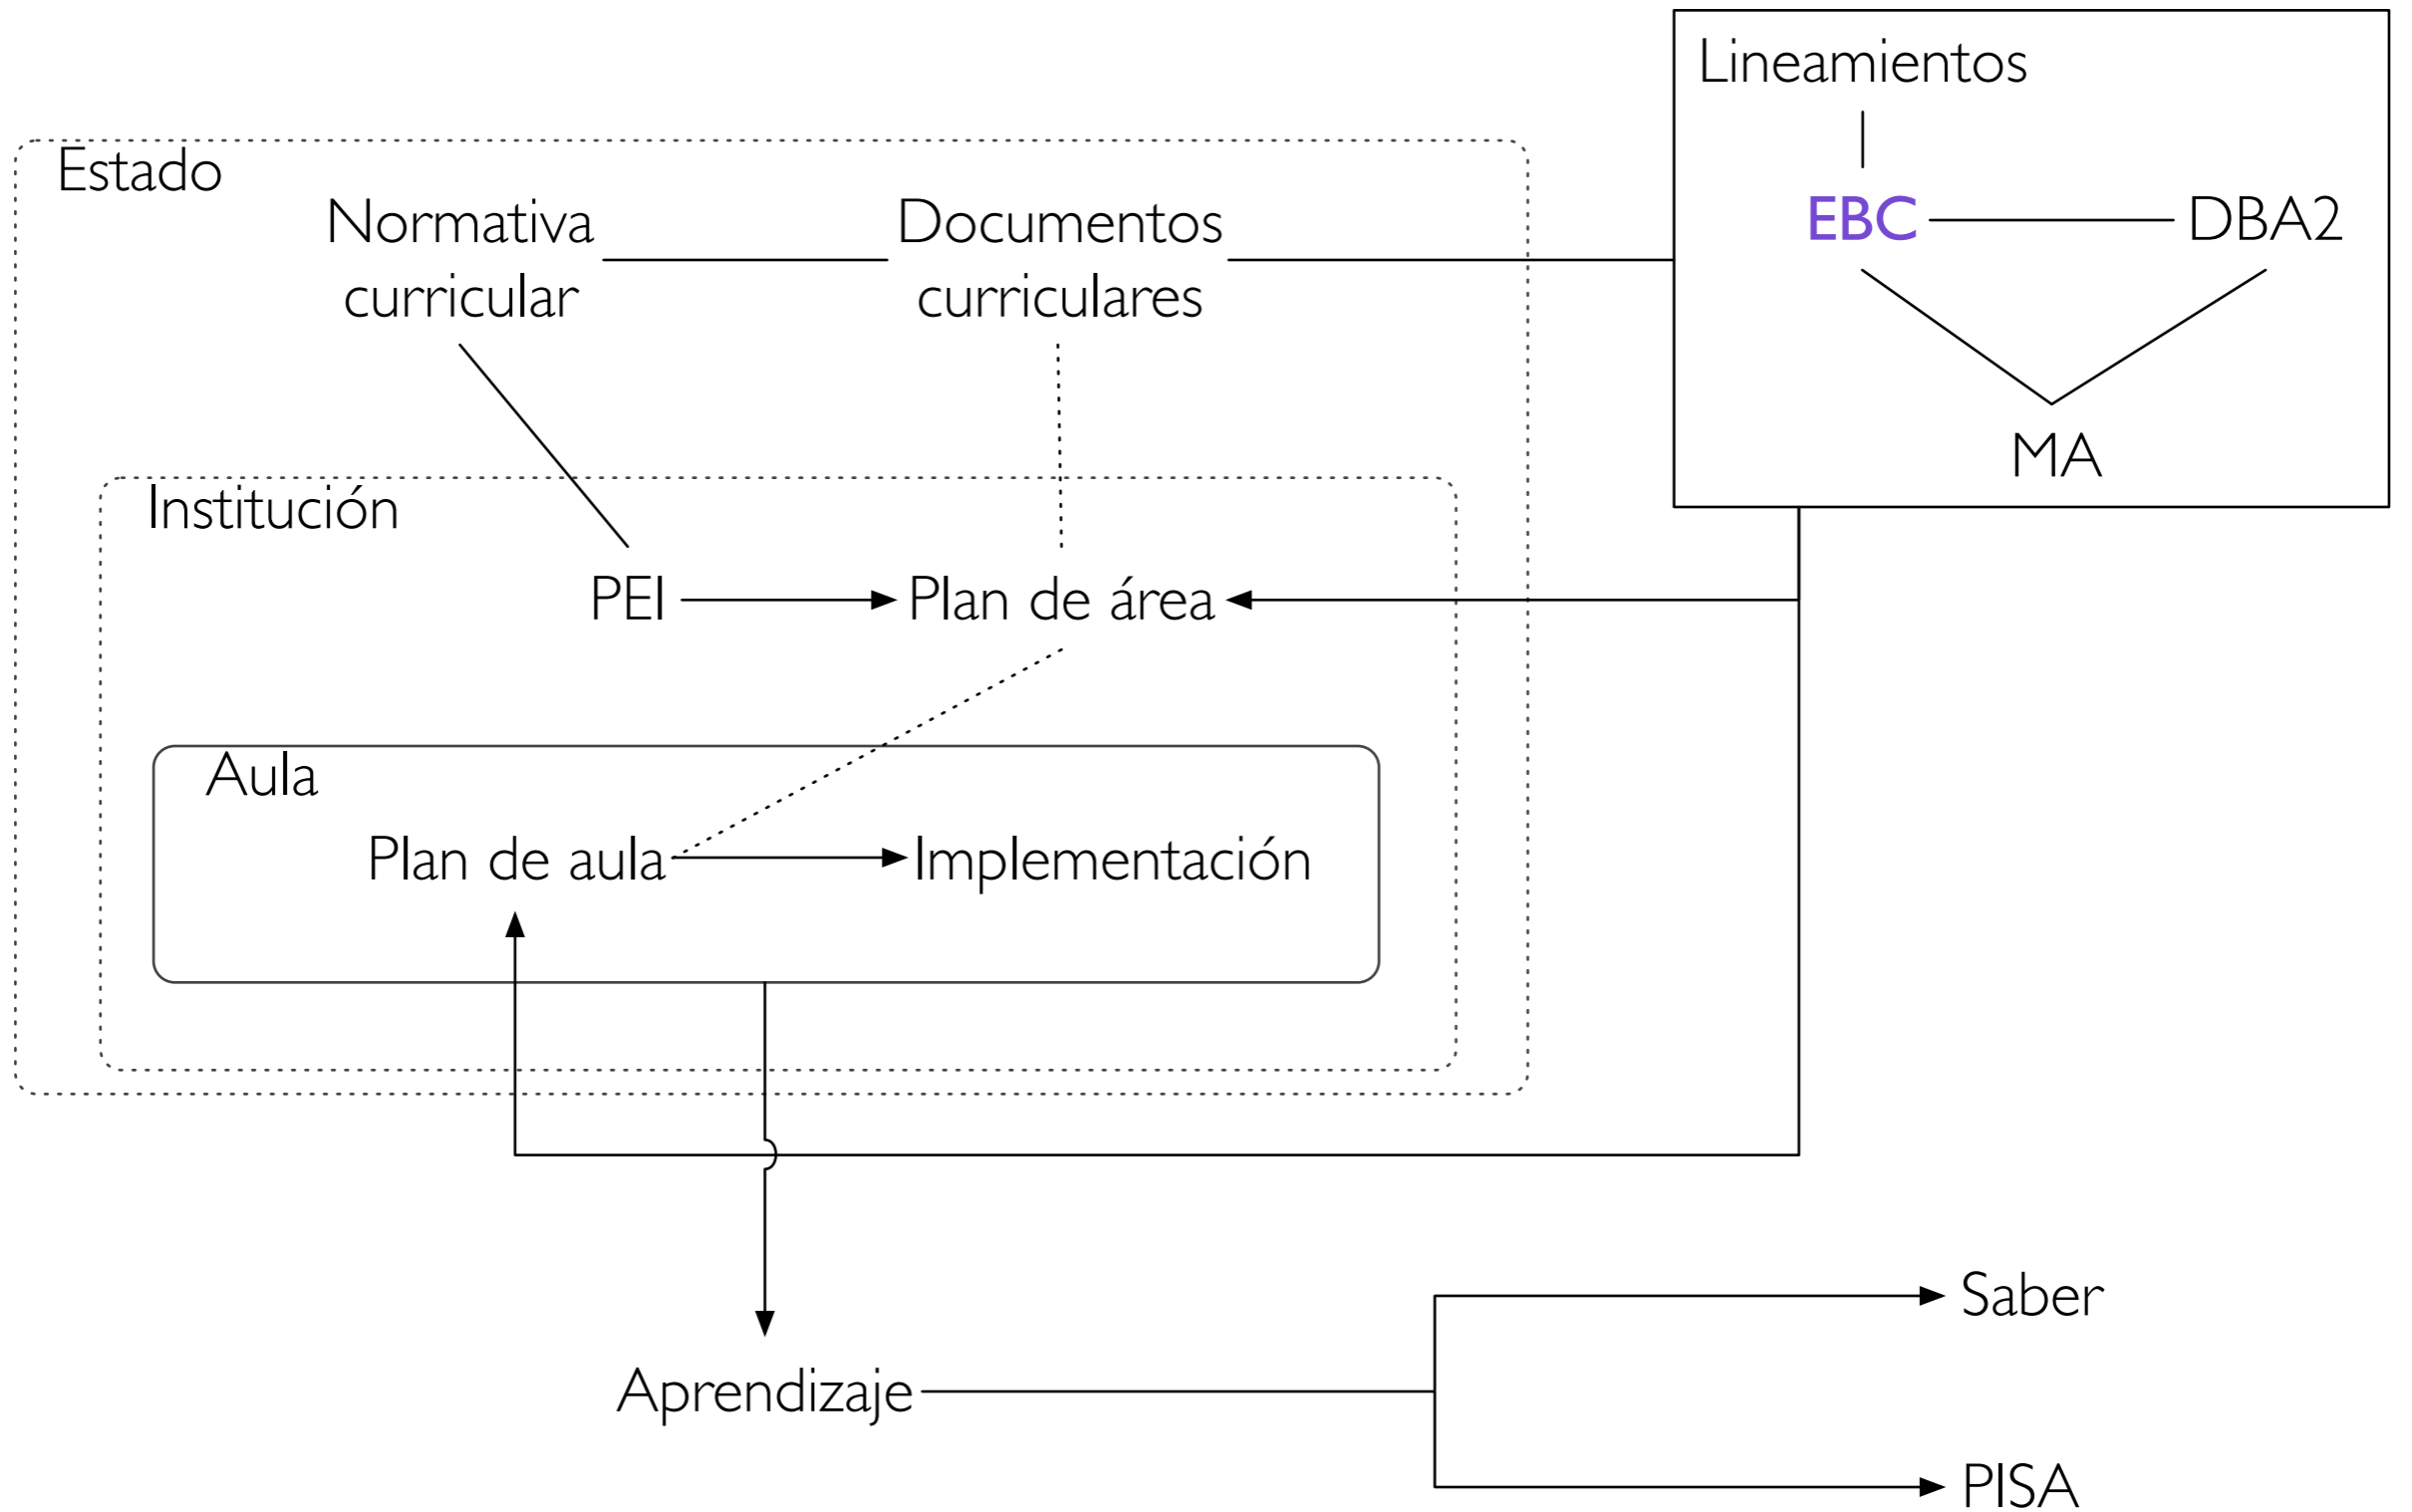 Lineamientos
EBC
DBA2
MA
Estado
Normativa
curricular
Documentos
curriculares
Institución
PEI
Plan de área
Aula
Plan de aula
Implementación
Aprendizaje
Saber
PISA